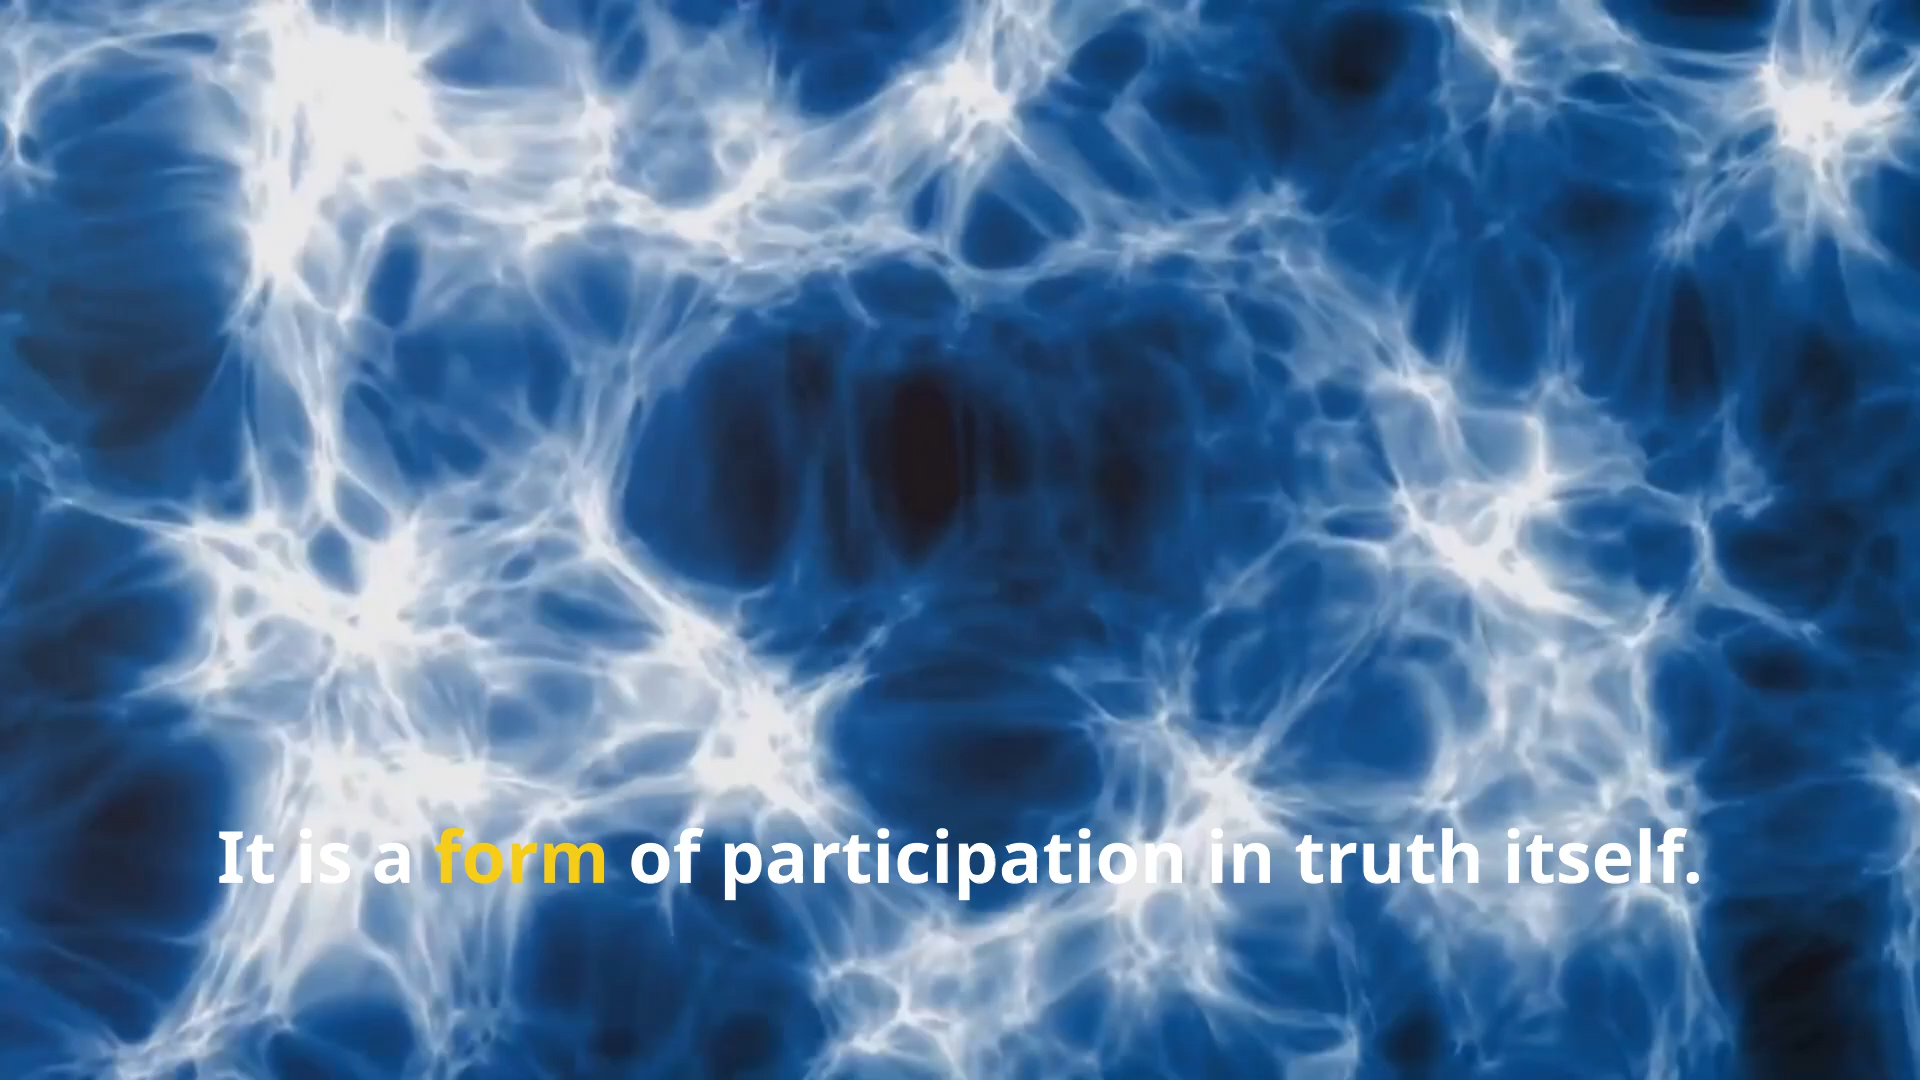 It is a form of participation in truth itself.